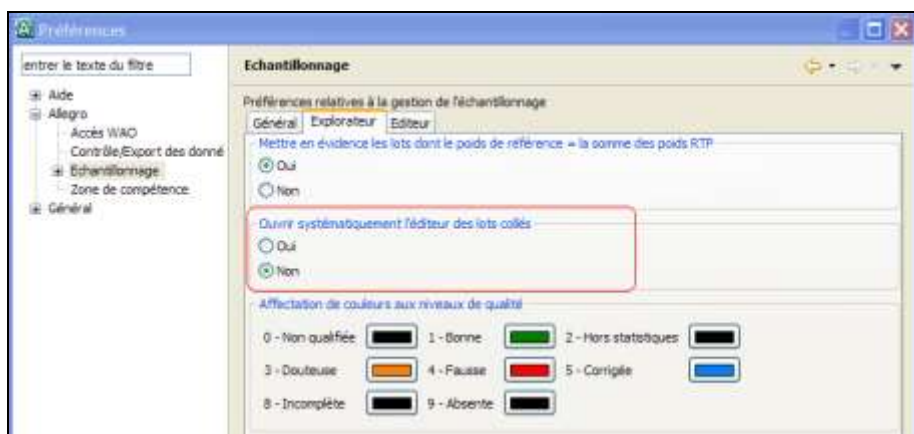 Préférences
entrer le texte du filtre
Aide
Allegro
Accès WAO
Contrôle/Export des donné
Echantillonnage
Zone de compétence
Général
Echantillonnage
Préférences relatives à la gestion de l'échantillonnage
Général Explorateur Editeur
Mettre en évidence les lots dont le poids de référence = la somme des poids RTP
Oui
Non
Ouvrir systématiquement l'éditeur des lots collés
Oui
Non
Affectation de couleurs aux niveaux de qualité
0 - Non qualifiée 1 - Bonne 2 - Hors statistiques
3 - Douteuse 4 - Fausse 5 - Corrigée
8 - Incomplète 9 - Absente